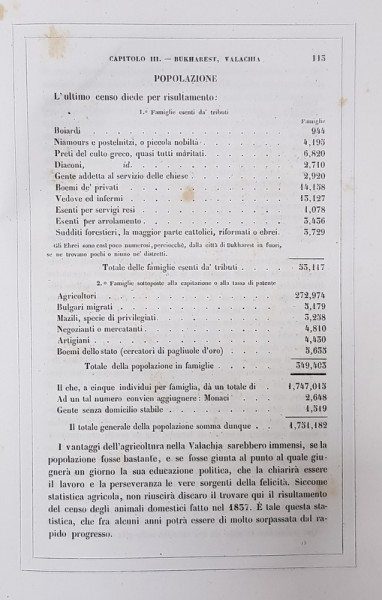 CAPITOLO III. — BUKHAREST, VALACHIA 115
POPOLAZIONE
L'ultimo censo diede per risultamento:
1.º Famiglie esenti da' tributi
Famiglie
Boiardi . . . . . . . . . . . . 944
Niamours e postelnitzi, o piccola nobiltà . . . . . . 4,195
Preti del culto greco, quasi tutti maritati . . . . . . 6,820
Diaconi, id. . . . . . . . 2,710
Gente addetta al servizio delle chiese . . . . . . . 2,920
Boemi de' privati . . . . . . . . . 14,158
Vedove ed infermi . . . . . . . . . 13,127
Esenti per servigi resi . . . . . . . . 1,078
Esenti per arrolamento . . . . . . . . 3,436
Sudditi forestieri, la maggior parte cattolici, riformati o ebrei. 3,729
Gli Ebrei sono così poco numerosi, perciocchè, dalla città di Bukharest in fuori,
se ne trovano pochi o niuno ne' distretti.
Totale delle famiglie esenti da' tributi . . . . 53,117
2.º Famiglie sottoposte alla capitazione o alla tassa di patente
Agricoltori . . . . . . . . . . 272,974
Bulgari migrati . . . . . . . . . 3,179
Mazili, specie di privilegiati . . . . . . . 3,238
Negozianti o mercatanti . . . . . . . . 4,810
Artigiani . . . . . . . . . . 4,430
Boemi dello stato (cercatori di pagliuole d'oro) . . . . 5,633
Totale della popolazione in famiglie . . . . 349,403
Il che, a cinque individui per famiglia, dà un totale di . . 1,747,015
Ad un tal numero convien aggiugnere: Monaci . . . 2,648
Gente senza domicilio stabile . . . . . . . 1,519
Il totale generale della popolazione somma dunque . . 1,751,182
I vantaggi dell'agricoltura nella Valachia sarebbero immensi, se la
popolazione fosse bastante, e se fosse giunta al punto al quale giu-
gnerà un giorno la sua educazione politica, che la chiarirà essere
il lavoro e la perseveranza le vere sorgenti della felicità. Siccome
statistica agricola, non riuscirà discaro il trovare qui il risultamento
del censo degli animali domestici fatto nel 1837. È tale questa sta-
tistica, che fra alcuni anni potrà essere di molto sorpassata dal ra-
pido progresso.